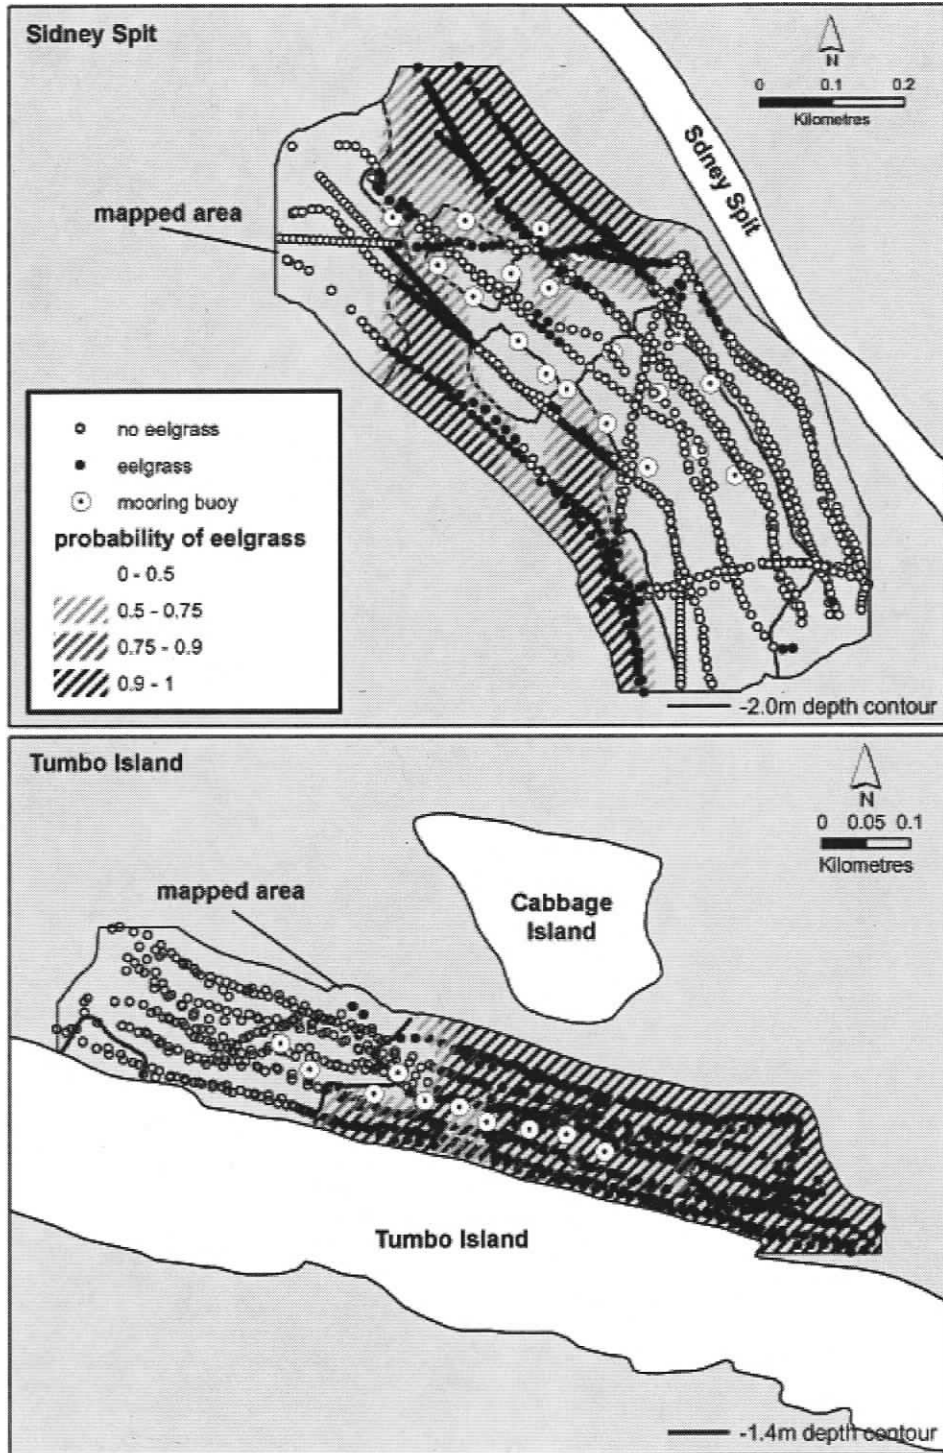 Sidney Spit
N
0 0.1 0.2
Kilometres
Sdney Spit
mapped area
no eelgrass
eelgrass
mooring buoy
probability of eelgrass
0 - 0.5
0.5 - 0.75
0.75 - 0.9
0.9 - 1
-2.0m depth contour
Tumbo Island
N
0 0.05 0.1
Kilometres
mapped area
Cabbage
Island
Tumbo Island
-1.4m depth contour